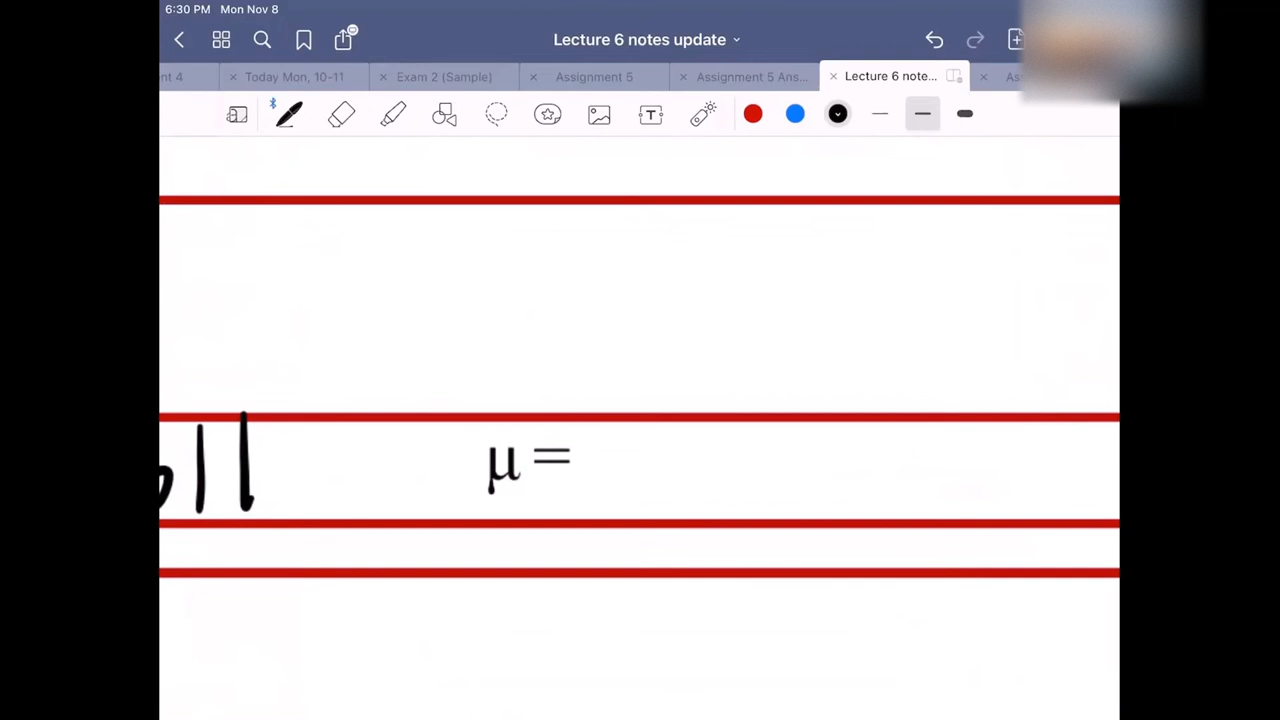 6:30 PM Mon Nov 8
Lecture 6 notes update
nt 4
Today Mon, 10-11
Exam 2 (Sample)
Assignment 5
Assignment 5 Ans...
Lecture 6 note...
As
T
μ =